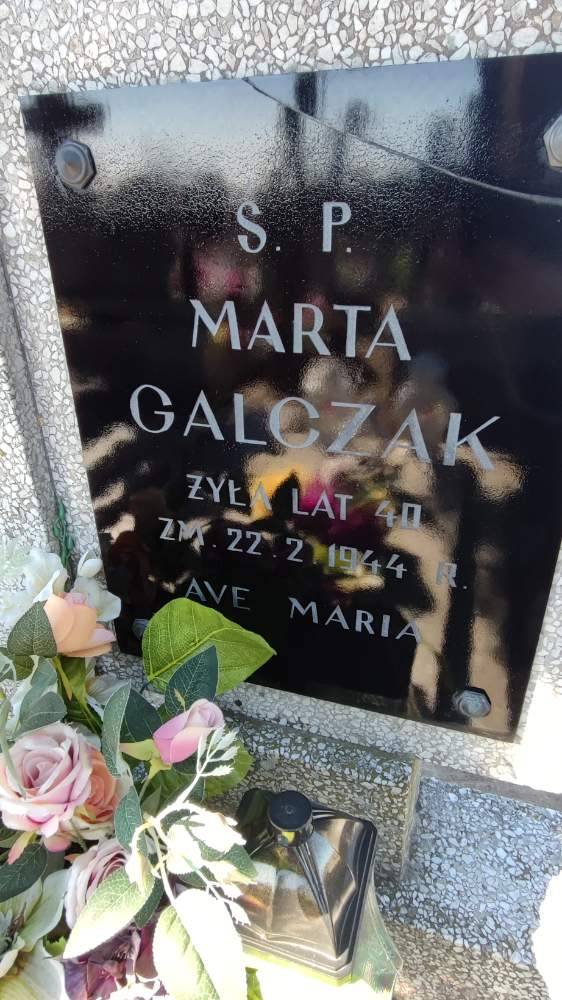 S. P.
MARTA
GALCZAK
ŻYŁA LAT 40
ZM. 22.2.1944 R.
AVE MARIA